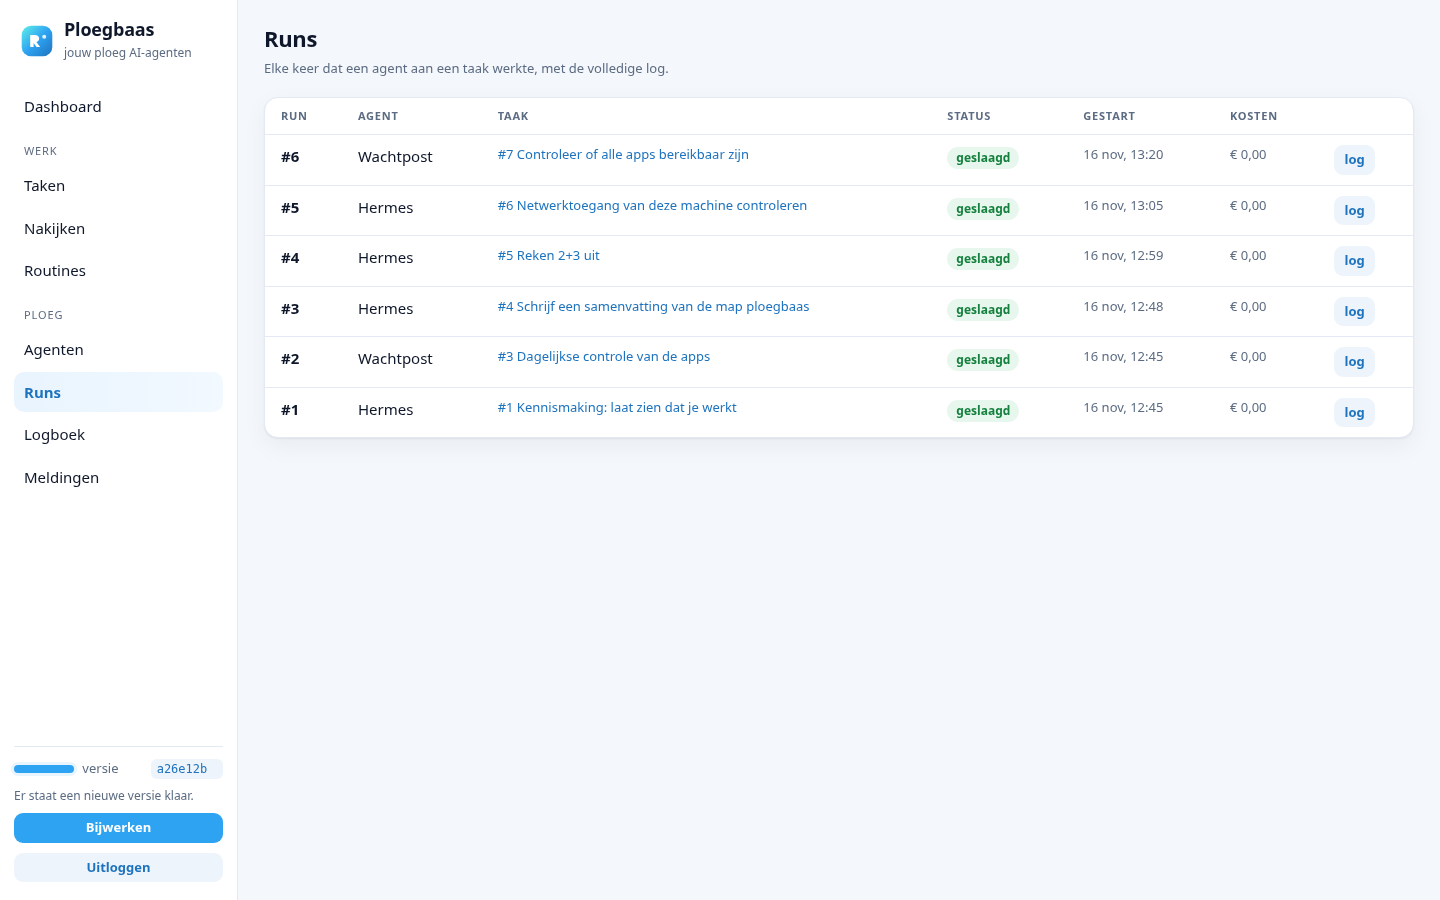 R
Ploegbaas
jouw ploeg AI-agenten
Dashboard
WERK
Taken
Nakijken
Routines
PLOEG
Agenten
Runs
Logboek
Meldingen
versie a26e12b
Er staat een nieuwe versie klaar.
Bijwerken
Uitloggen
Runs
Elke keer dat een agent aan een taak werkte, met de volledige log.
RUN AGENT TAAK STATUS GESTART KOSTEN
#6 Wachtpost #7 Controleer of alle apps bereikbaar zijn geslaagd 16 nov, 13:20 € 0,00 log
#5 Hermes #6 Netwerktoegang van deze machine controleren geslaagd 16 nov, 13:05 € 0,00 log
#4 Hermes #5 Reken 2+3 uit geslaagd 16 nov, 12:59 € 0,00 log
#3 Hermes #4 Schrijf een samenvatting van de map ploegbaas geslaagd 16 nov, 12:48 € 0,00 log
#2 Wachtpost #3 Dagelijkse controle van de apps geslaagd 16 nov, 12:45 € 0,00 log
#1 Hermes #1 Kennismaking: laat zien dat je werkt geslaagd 16 nov, 12:45 € 0,00 log